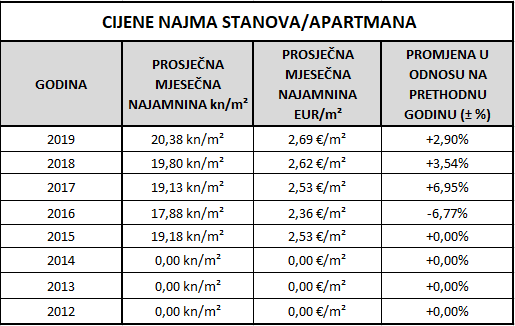 CIJENE NAJMA STANOVA/APARTMANA
GODINA
PROSJEČNA
MJESEČNA
NAJAMNINA kn/m²
PROSJEČNA
MJESEČNA
NAJAMNINA
EUR/m²
PROMJENA U
ODNOSU NA
PRETHODNU
GODINU (± %)
2019 20,38 kn/m² 2,69 €/m² +2,90%
2018 19,80 kn/m² 2,62 €/m² +3,54%
2017 19,13 kn/m² 2,53 €/m² +6,95%
2016 17,88 kn/m² 2,36 €/m² -6,77%
2015 19,18 kn/m² 2,53 €/m² +0,00%
2014 0,00 kn/m² 0,00 €/m² +0,00%
2013 0,00 kn/m² 0,00 €/m² +0,00%
2012 0,00 kn/m² 0,00 €/m² +0,00%